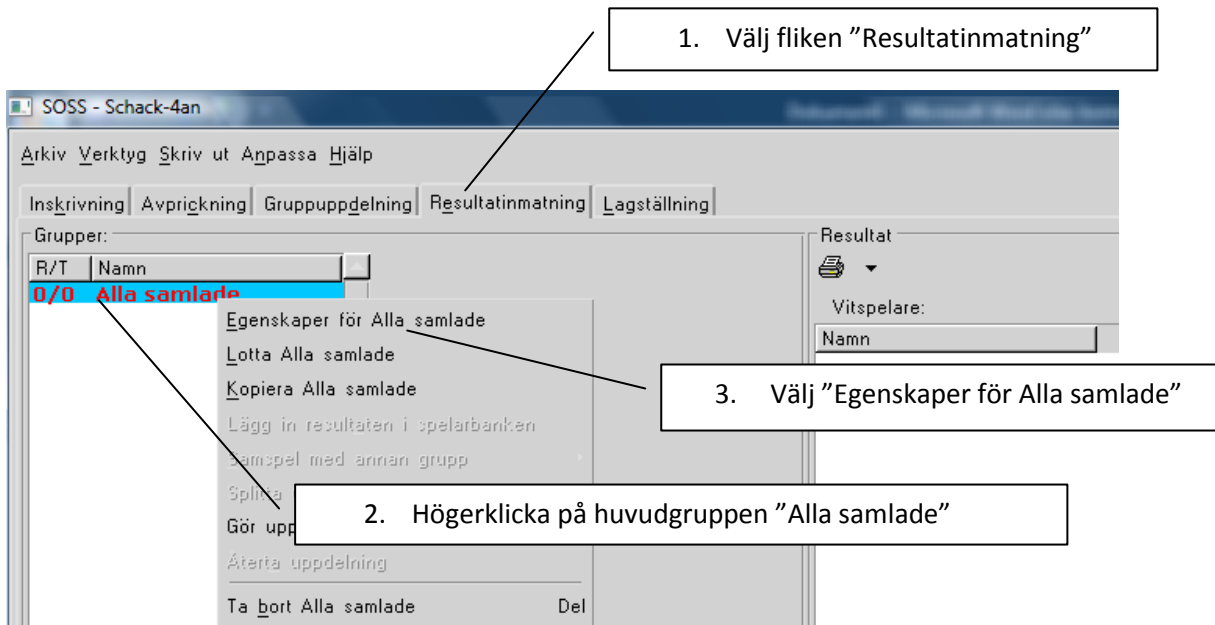 1. Välj fliken ”Resultatinmatning”
SOSS - Schack-4an
Arkiv Verktyg Skriv ut Anpassa Hjälp
Inskrivning Avprickning Gruppuppdelning Resultatinmatning Lagställning
Grupper:
Resultat
R/T Namn
0/0 Alla samlade
Vitspelare:
Namn
Egenskaper för Alla samlade
Lotta Alla samlade
Kopiera Alla samlade
3. Välj ”Egenskaper för Alla samlade”
Lägg in resultaten i spelarbanken
Samspel med annan grupp
Splitta
2. Högerklicka på huvudgruppen ”Alla samlade”
Gör upp
Återta uppdelning
Ta bort Alla samlade Del